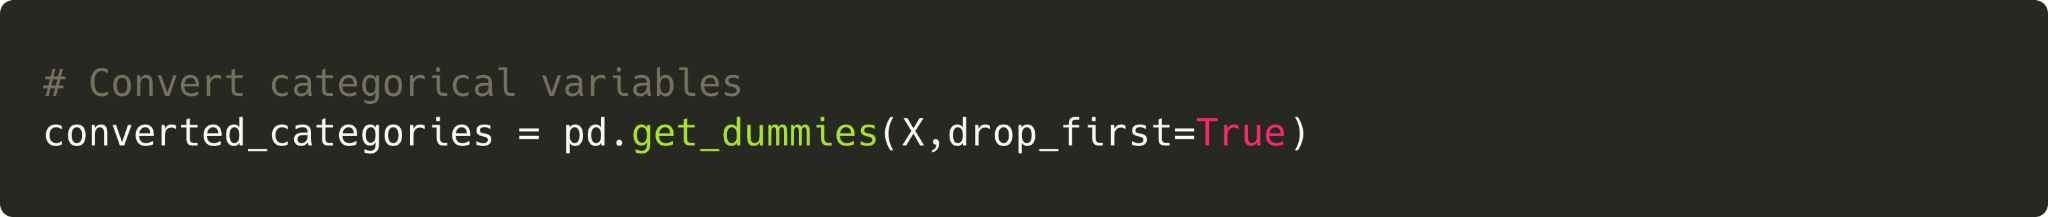 # Convert categorical variables
converted_categories = pd.get_dummies(X,drop_first=True)